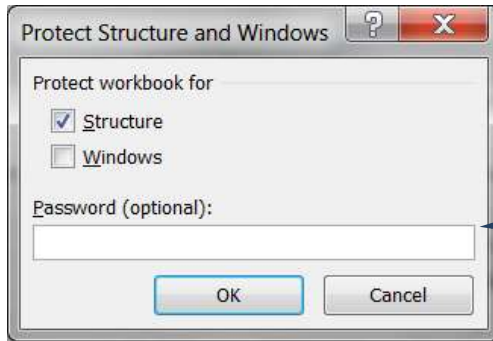 Protect Structure and Windows
Protect workbook for
Structure
Windows
Password (optional):
OK Cancel